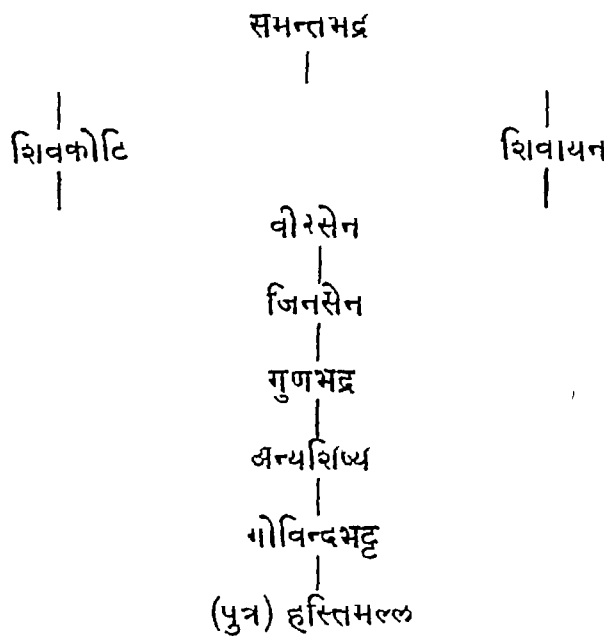 समन्तभद्र
शिवकोटि शिवायन
वीरसेन
जिनसेन
गुणभद्र
अन्यशिष्य
गोविन्दभट्ट
(पुत्र) हस्तिमल्ल